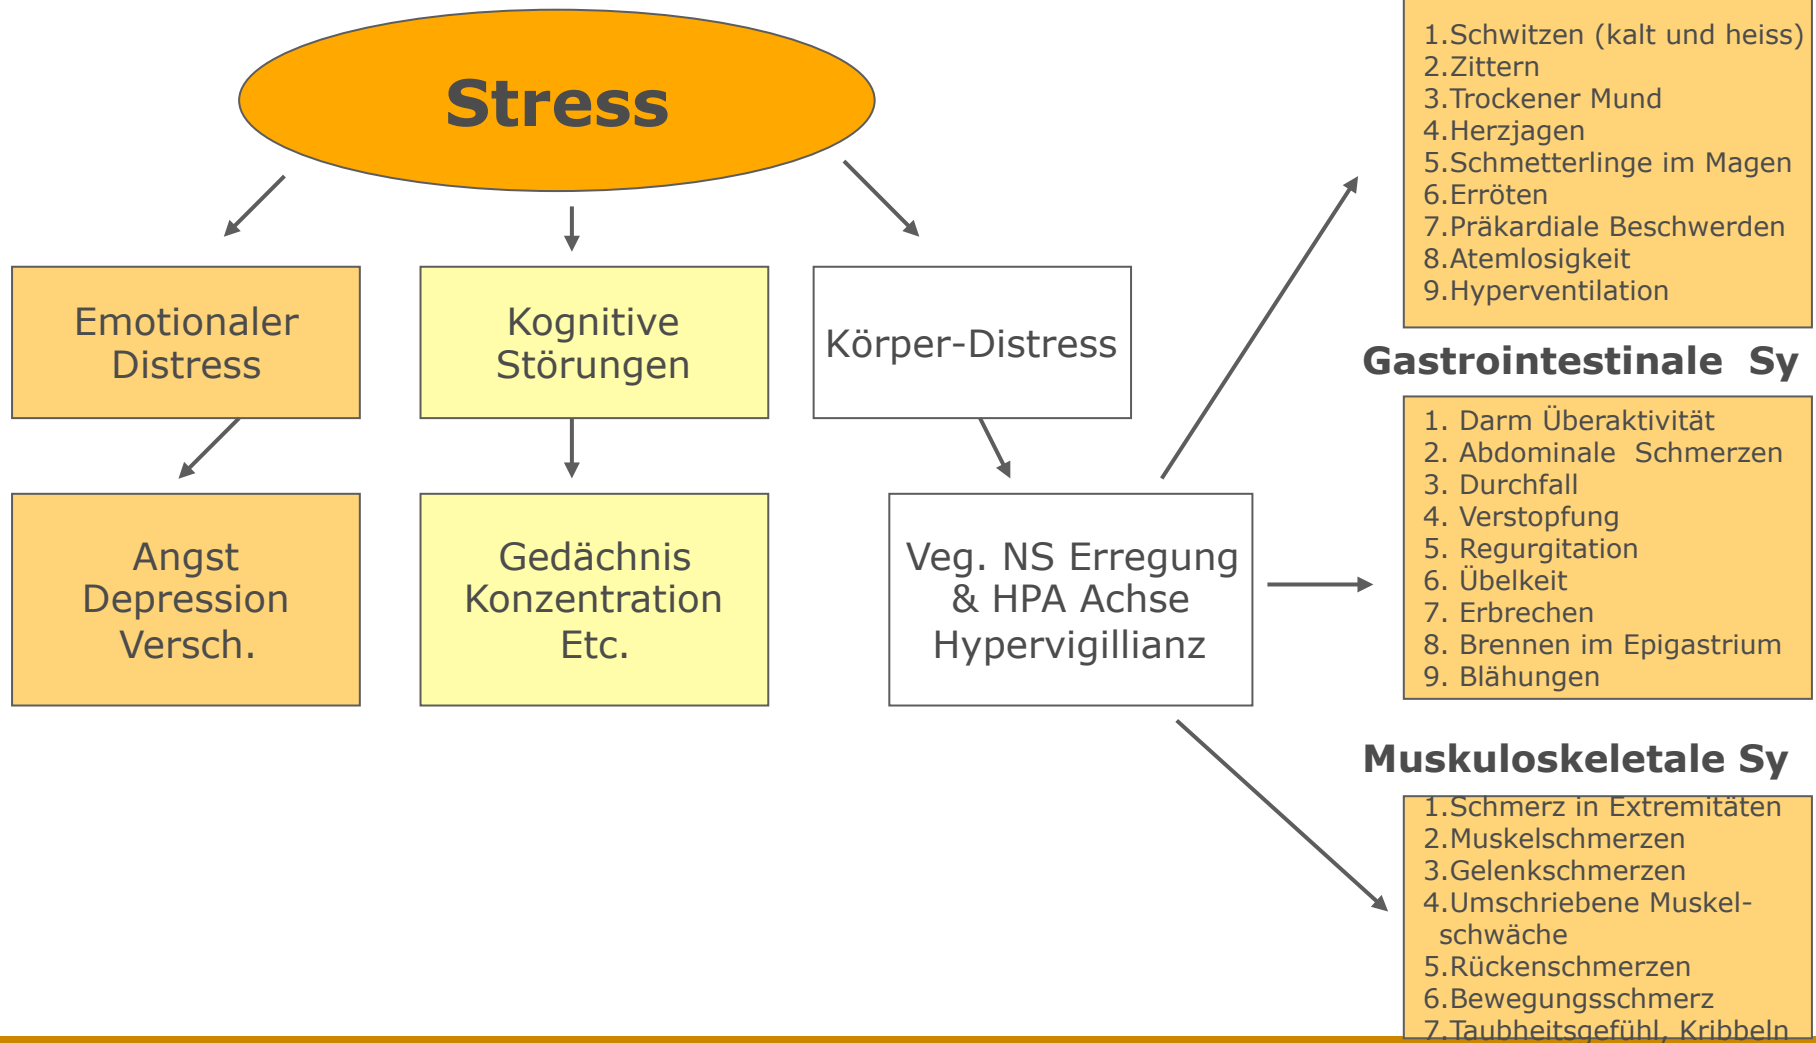 Stress
Emotionaler
Distress
Kognitive
Störungen
Körper-Distress
Angst
Depression
Versch.
Gedächnis
Konzentration
Etc.
Veg. NS Erregung
& HPA Achse
Hypervigillianz
1.Schwitzen (kalt und heiss)
2.Zittern
3.Trockener Mund
4.Herzjagen
5.Schmetterlinge im Magen
6.Erröten
7.Präkardiale Beschwerden
8.Atemlosigkeit
9.Hyperventilation
Gastrointestinale Sy
1. Darm Überaktivität
2. Abdominale Schmerzen
3. Durchfall
4. Verstopfung
5. Regurgitation
6. Übelkeit
7. Erbrechen
8. Brennen im Epigastrium
9. Blähungen
Muskuloskeletale Sy
1.Schmerz in Extremitäten
2.Muskelschmerzen
3.Gelenkschmerzen
4.Umschriebene Muskel-
schwäche
5.Rückenschmerzen
6.Bewegungsschmerz
7.Taubheitsgefühl, Kribbeln